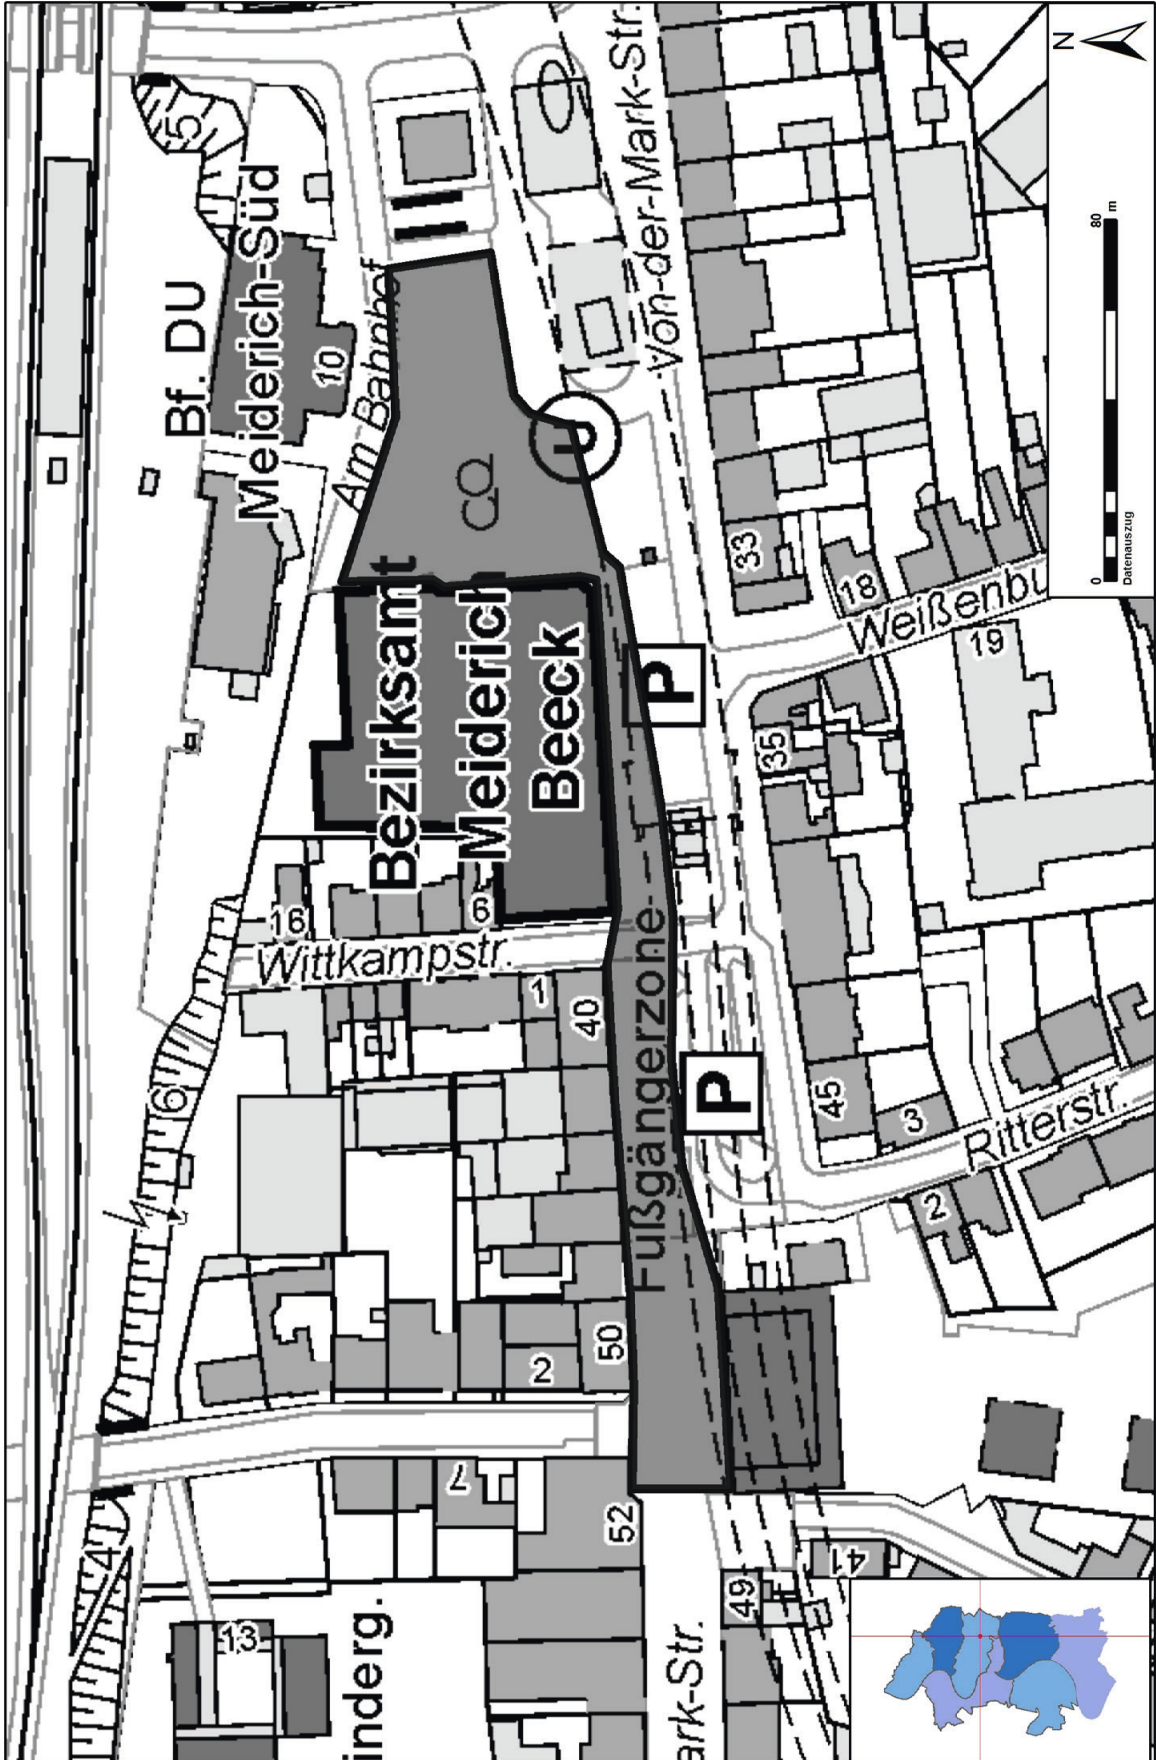 Bf. DU
Meiderich-Süd
5
10
Am Bahnhof
Von-der-Mark-Str.
U
Bezirksamt
Meiderich
Beeck
P
33
18
Weißenbu
19
35
16
6
Wittkampstr.
1
40
Fußgängerzone
P
45
3
Ritterstr.
2
6
50
2
7
52
4
13
inderg.
ark-Str.
49
41
N
0
80 m
Datenauszug